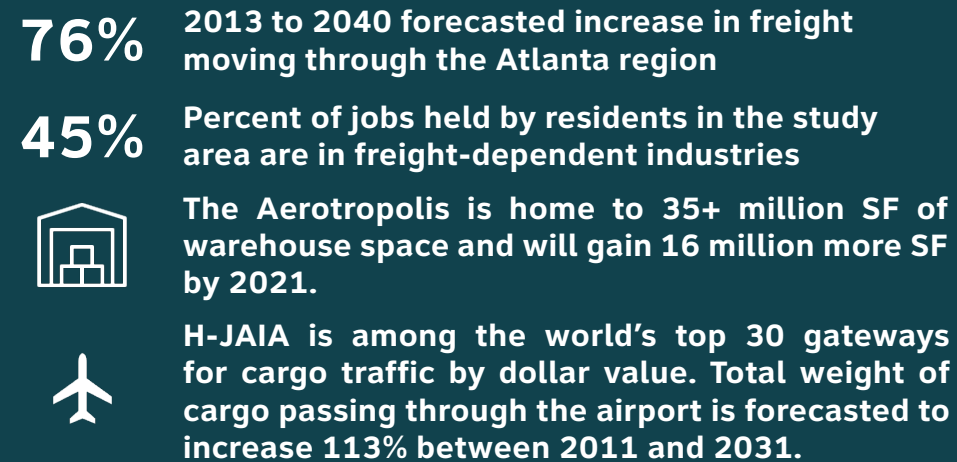 76%
2013 to 2040 forecasted increase in freight
moving through the Atlanta region
45%
Percent of jobs held by residents in the study
area are in freight-dependent industries
The Aerotropolis is home to 35+ million SF of
warehouse space and will gain 16 million more SF
by 2021.
H-JAIA is among the world’s top 30 gateways
for cargo traffic by dollar value. Total weight of
cargo passing through the airport is forecasted to
increase 113% between 2011 and 2031.